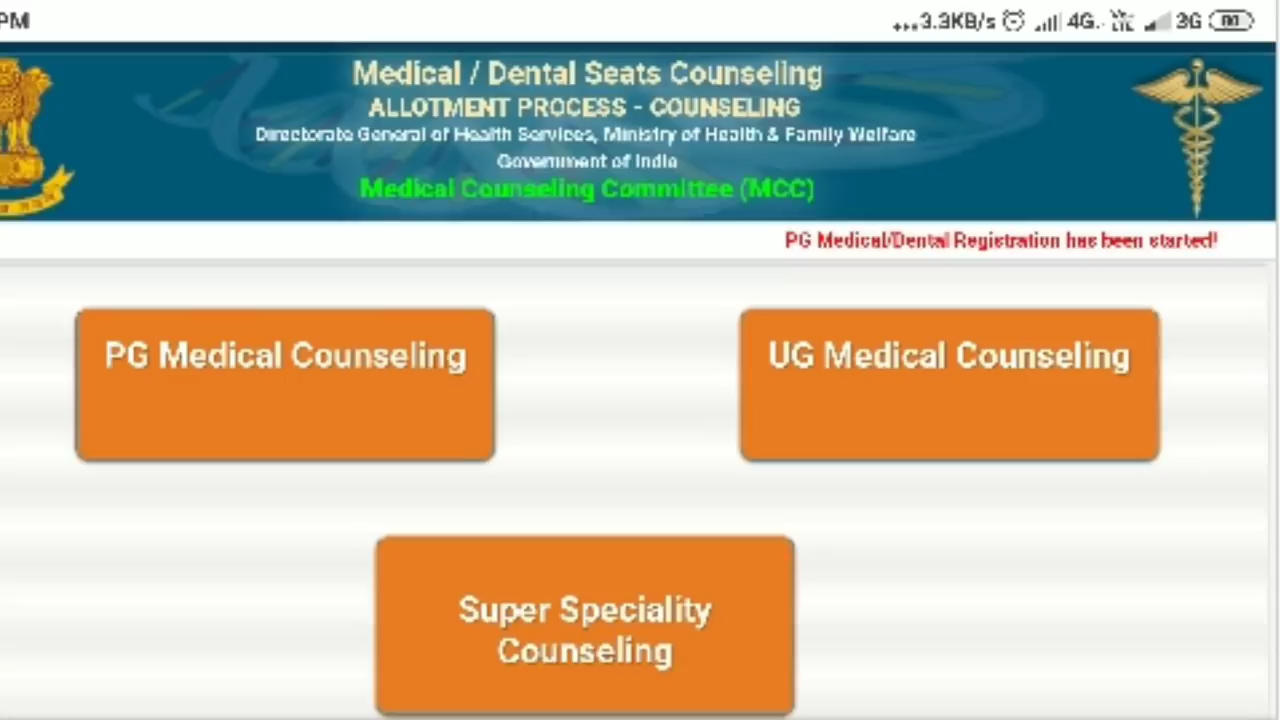 PM ...3.3KB/s 4G. 3G 80
Medical / Dental Seats Counseling
ALLOTMENT PROCESS - COUNSELING
Directorate General of Health Services, Ministry of Health & Family Welfare
Government of India
Medical Counseling Committee (MCC)
PG Medical/Dental Registration has been started!
PG Medical Counseling
UG Medical Counseling
Super Speciality
Counseling